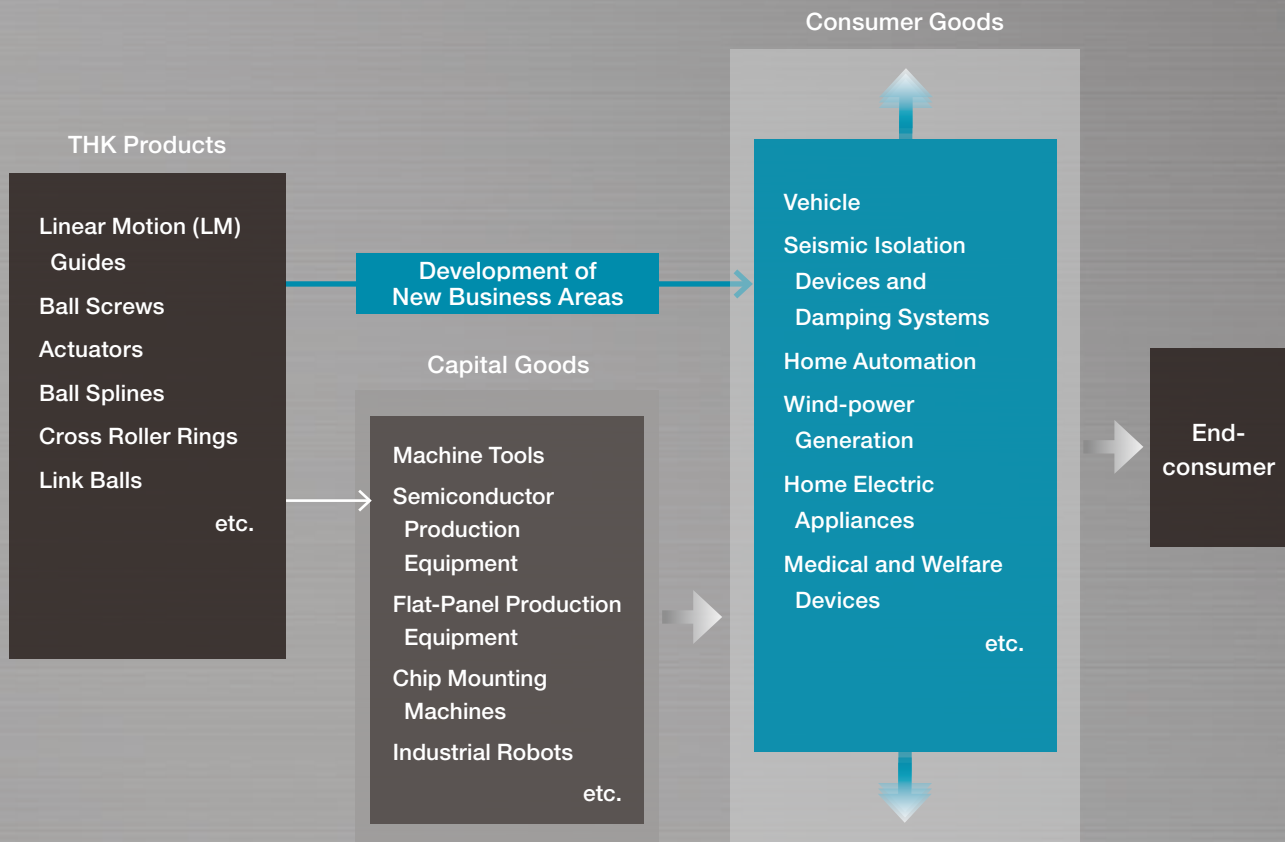 THK Products
Linear Motion (LM)
Guides
Ball Screws
Actuators
Ball Splines
Cross Roller Rings
Link Balls
etc.
Development of
New Business Areas
Capital Goods
Machine Tools
Semiconductor
Production
Equipment
Flat-Panel Production
Equipment
Chip Mounting
Machines
Industrial Robots
etc.
Consumer Goods
Vehicle
Seismic Isolation
Devices and
Damping Systems
Home Automation
Wind-power
Generation
Home Electric
Appliances
Medical and Welfare
Devices
etc.
End-
consumer